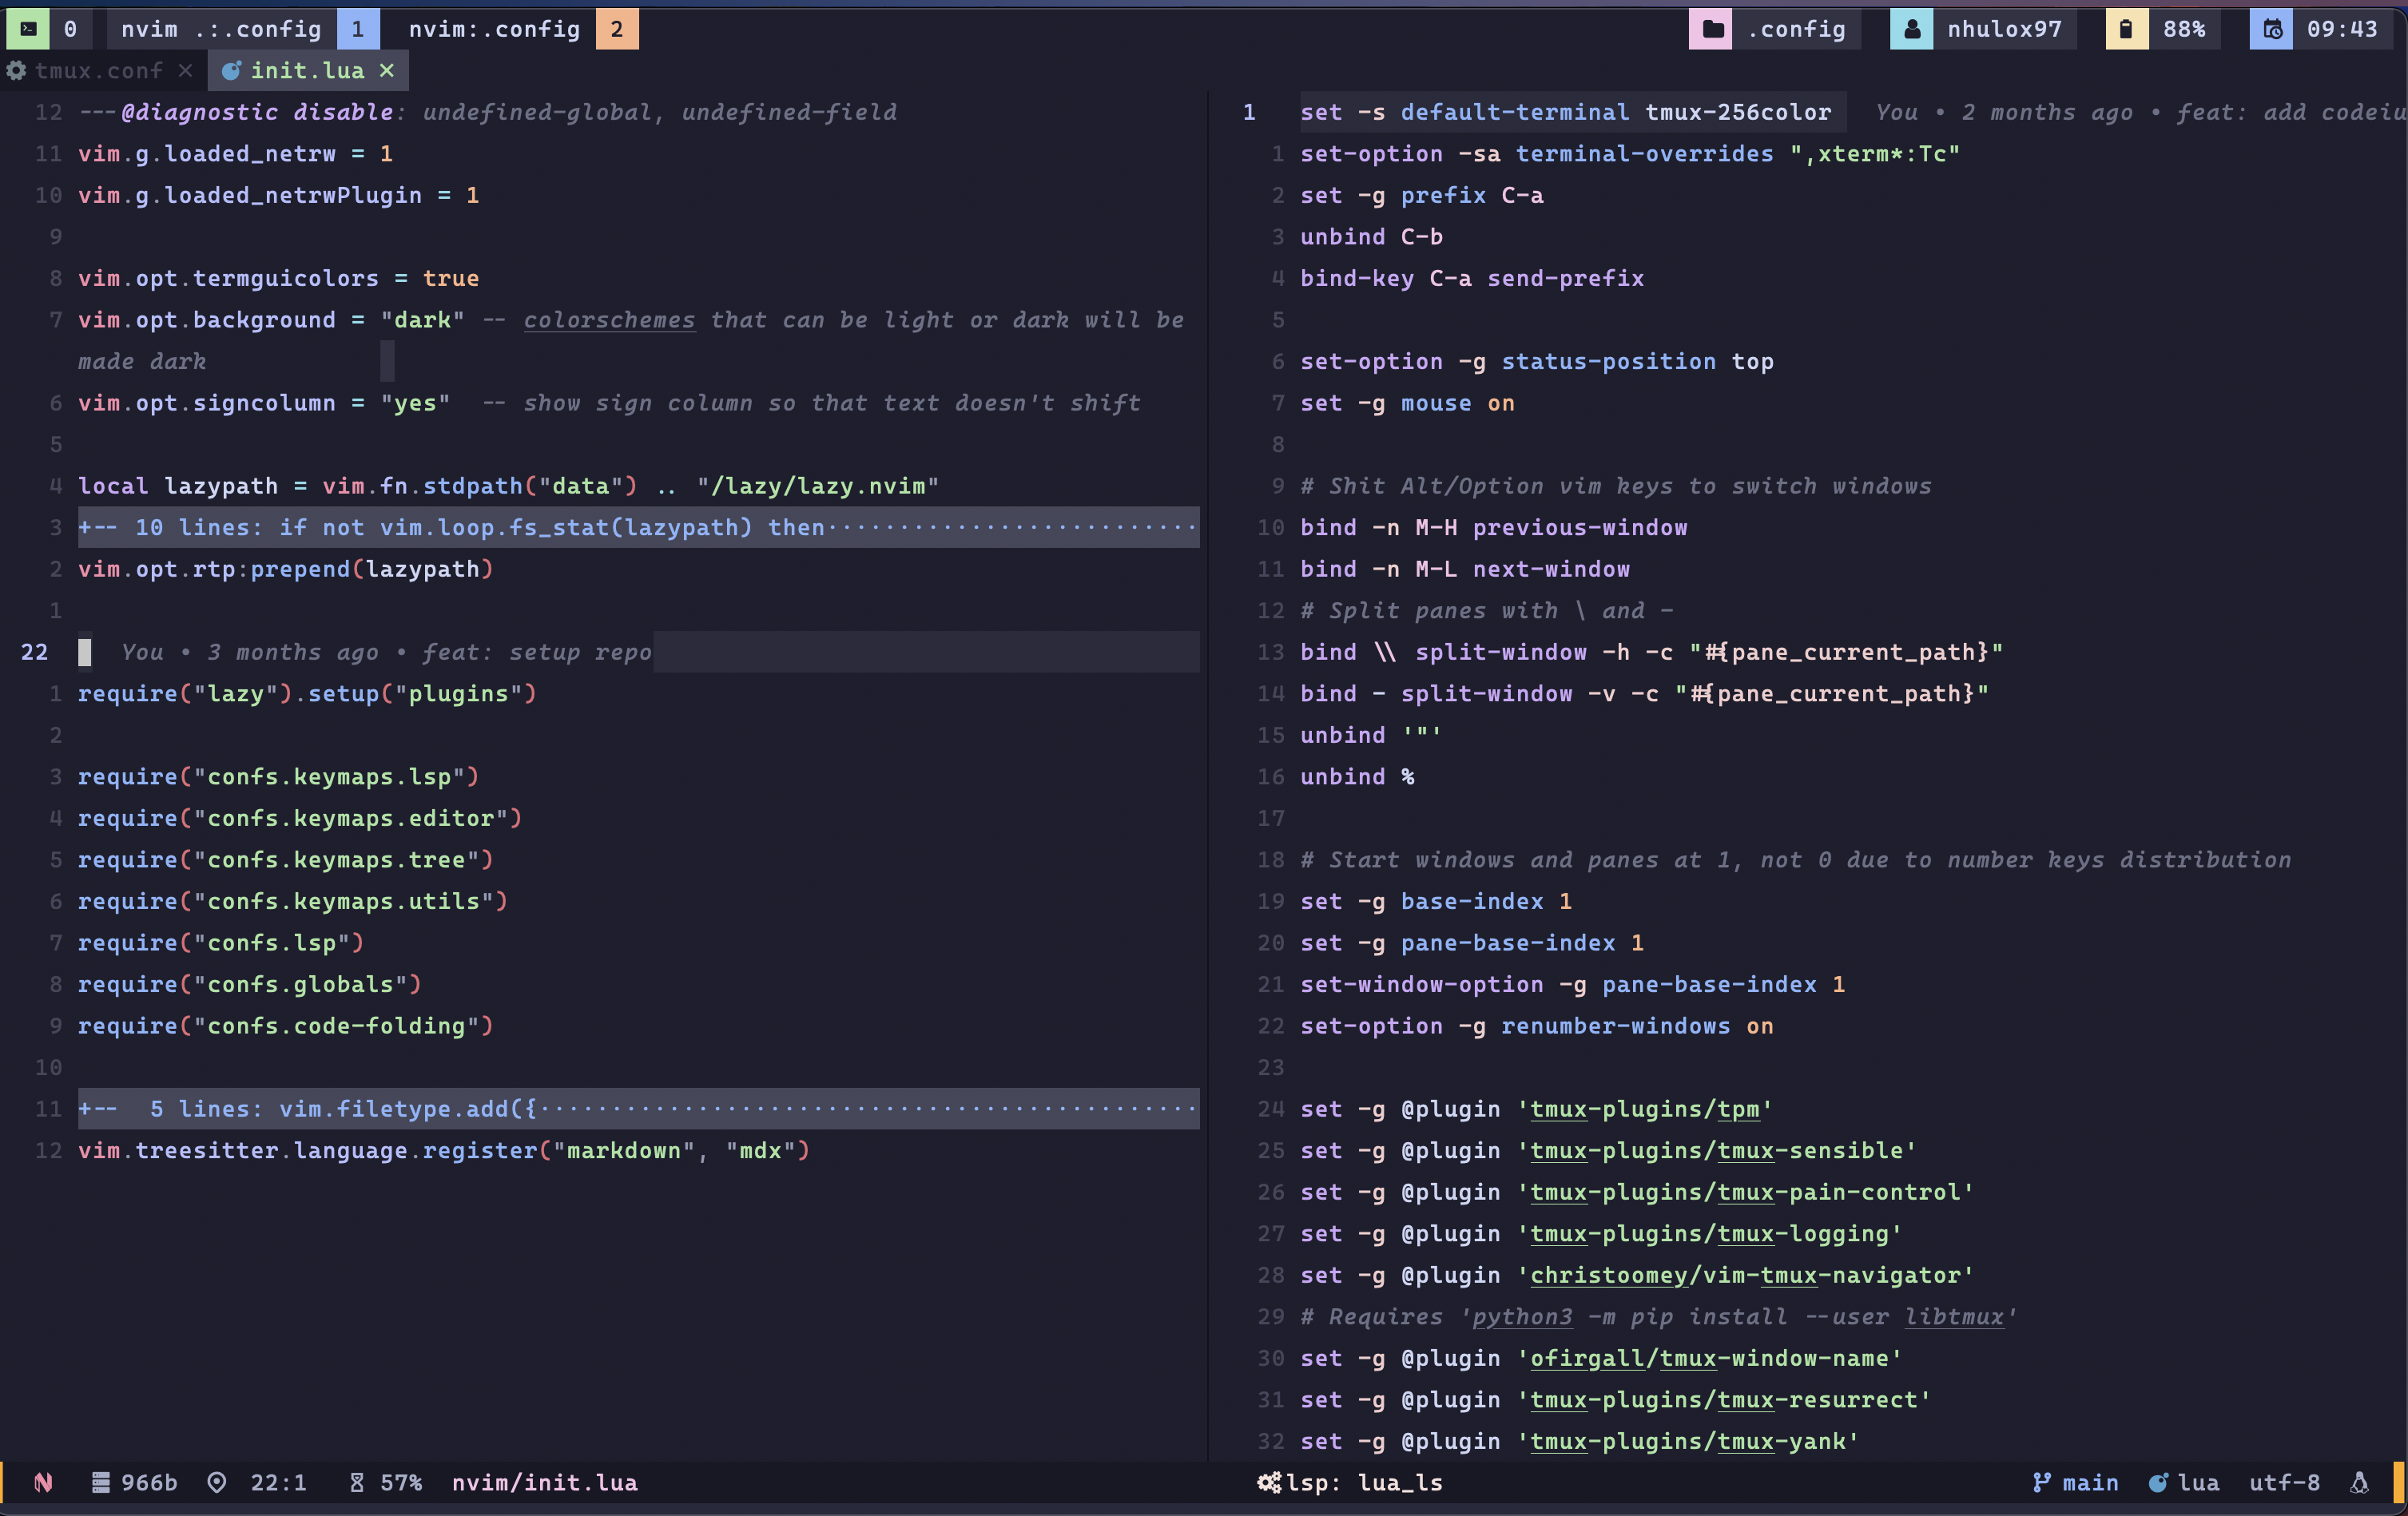 0 nvim .:.config 1 nvim:.config 2 .config nhulox97 88% 09:43
tmux.conf × init.lua ×
12 ---@diagnostic disable: undefined-global, undefined-field
11 vim.g.loaded_netrw = 1
10 vim.g.loaded_netrwPlugin = 1
9
8 vim.opt.termguicolors = true
7 vim.opt.background = "dark" -- colorschemes that can be light or dark will be
made dark
6 vim.opt.signcolumn = "yes"  -- show sign column so that text doesn't shift
5
4 local lazypath = vim.fn.stdpath("data") .. "/lazy/lazy.nvim"
3 +-- 10 lines: if not vim.loop.fs_stat(lazypath) then··························
2 vim.opt.rtp:prepend(lazypath)
1
22 You • 3 months ago • feat: setup repo
1 require("lazy").setup("plugins")
2
3 require("confs.keymaps.lsp")
4 require("confs.keymaps.editor")
5 require("confs.keymaps.tree")
6 require("confs.keymaps.utils")
7 require("confs.lsp")
8 require("confs.globals")
9 require("confs.code-folding")
10
11 +--  5 lines: vim.filetype.add({··············································
12 vim.treesitter.language.register("markdown", "mdx")
1 set -s default-terminal tmux-256color You • 2 months ago • feat: add codeiu
1 set-option -sa terminal-overrides ",xterm*:Tc"
2 set -g prefix C-a
3 unbind C-b
4 bind-key C-a send-prefix
5
6 set-option -g status-position top
7 set -g mouse on
8
9 # Shit Alt/Option vim keys to switch windows
10 bind -n M-H previous-window
11 bind -n M-L next-window
12 # Split panes with \ and -
13 bind \\ split-window -h -c "#{pane_current_path}"
14 bind - split-window -v -c "#{pane_current_path}"
15 unbind '"'
16 unbind %
17
18 # Start windows and panes at 1, not 0 due to number keys distribution
19 set -g base-index 1
20 set -g pane-base-index 1
21 set-window-option -g pane-base-index 1
22 set-option -g renumber-windows on
23
24 set -g @plugin 'tmux-plugins/tpm'
25 set -g @plugin 'tmux-plugins/tmux-sensible'
26 set -g @plugin 'tmux-plugins/tmux-pain-control'
27 set -g @plugin 'tmux-plugins/tmux-logging'
28 set -g @plugin 'christoomey/vim-tmux-navigator'
29 # Requires 'python3 -m pip install --user libtmux'
30 set -g @plugin 'ofirgall/tmux-window-name'
31 set -g @plugin 'tmux-plugins/tmux-resurrect'
32 set -g @plugin 'tmux-plugins/tmux-yank'
966b 22:1 57% nvim/init.lua lsp: lua_ls main lua utf-8